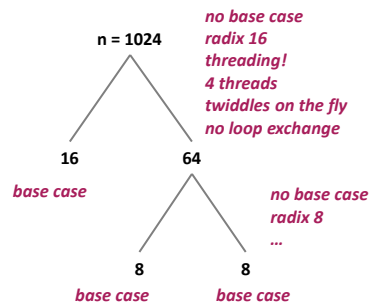 n = 1024
no base case
radix 16
threading!
4 threads
twiddles on the fly
no loop exchange
16
64
base case
no base case
radix 8
...
8
8
base case
base case